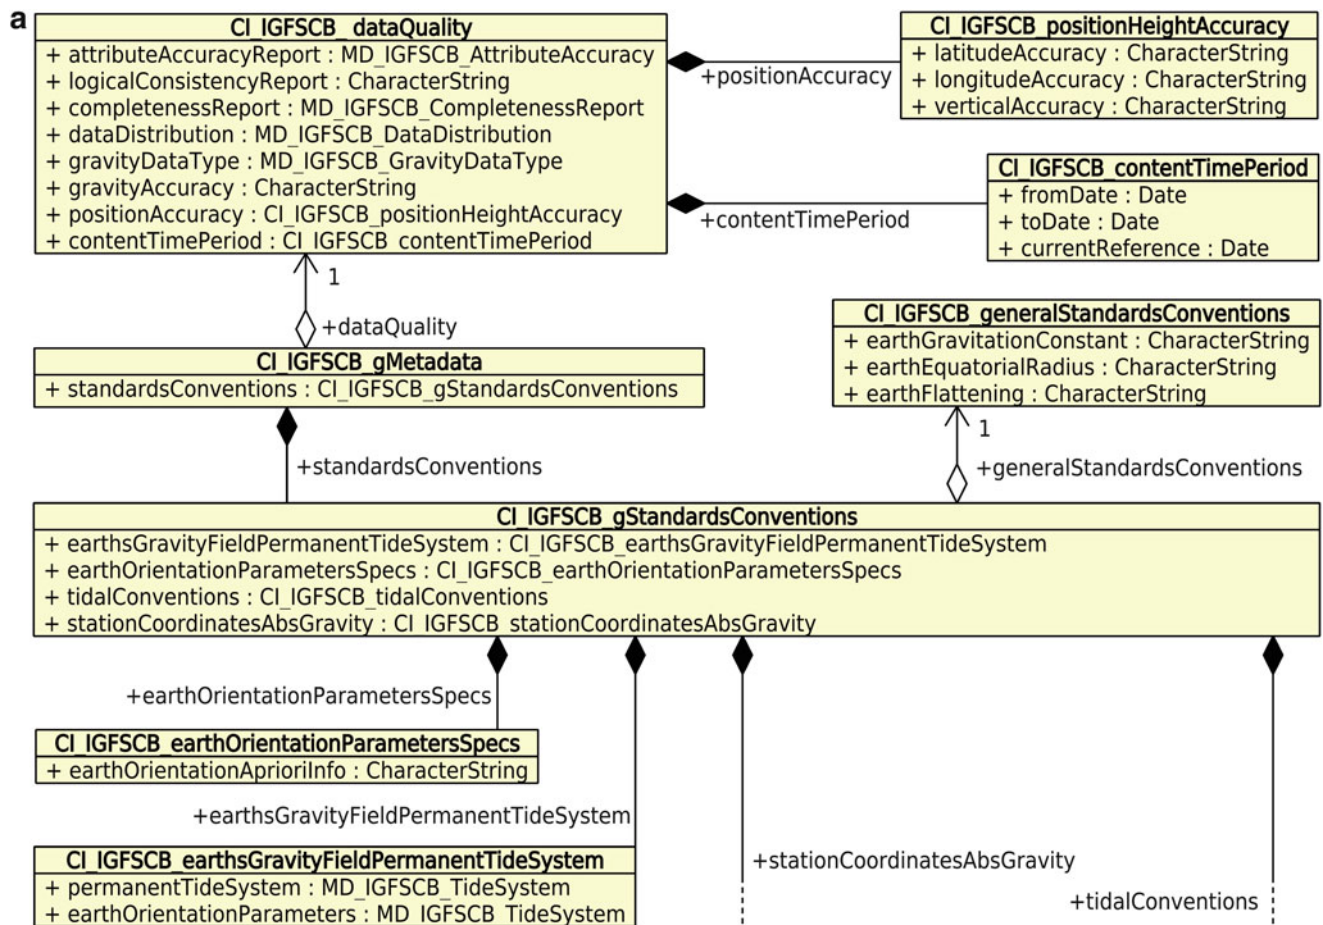 a
CI_IGFSCB_ dataQuality
+ attributeAccuracyReport : MD_IGFSCB_AttributeAccuracy
+ logicalConsistencyReport : CharacterString
+ completenessReport : MD_IGFSCB_CompletenessReport
+ dataDistribution : MD_IGFSCB_DataDistribution
+ gravityDataType : MD_IGFSCB_GravityDataType
+ gravityAccuracy : CharacterString
+ positionAccuracy : CI_IGFSCB_positionHeightAccuracy
+ contentTimePeriod : CI_IGFSCB_contentTimePeriod
+positionAccuracy
CI_IGFSCB_positionHeightAccuracy
+ latitudeAccuracy : CharacterString
+ longitudeAccuracy : CharacterString
+ verticalAccuracy : CharacterString
+contentTimePeriod
CI_IGFSCB_contentTimePeriod
+ fromDate : Date
+ toDate : Date
+ currentReference : Date
1
+dataQuality
CI_IGFSCB_gMetadata
+ standardsConventions : CI_IGFSCB_gStandardsConventions
CI_IGFSCB_generalStandardsConventions
+ earthGravitationConstant : CharacterString
+ earthEquatorialRadius : CharacterString
+ earthFlattening : CharacterString
1
+generalStandardsConventions
+standardsConventions
CI_IGFSCB_gStandardsConventions
+ earthsGravityFieldPermanentTideSystem : CI_IGFSCB_earthsGravityFieldPermanentTideSystem
+ earthOrientationParametersSpecs : CI_IGFSCB_earthOrientationParametersSpecs
+ tidalConventions : CI_IGFSCB_tidalConventions
+ stationCoordinatesAbsGravity : CI_IGFSCB_stationCoordinatesAbsGravity
+earthOrientationParametersSpecs
CI_IGFSCB_earthOrientationParametersSpecs
+ earthOrientationAprioriInfo : CharacterString
+earthsGravityFieldPermanentTideSystem
CI_IGFSCB_earthsGravityFieldPermanentTideSystem
+ permanentTideSystem : MD_IGFSCB_TideSystem
+ earthOrientationParameters : MD_IGFSCB_TideSystem
+stationCoordinatesAbsGravity
+tidalConventions